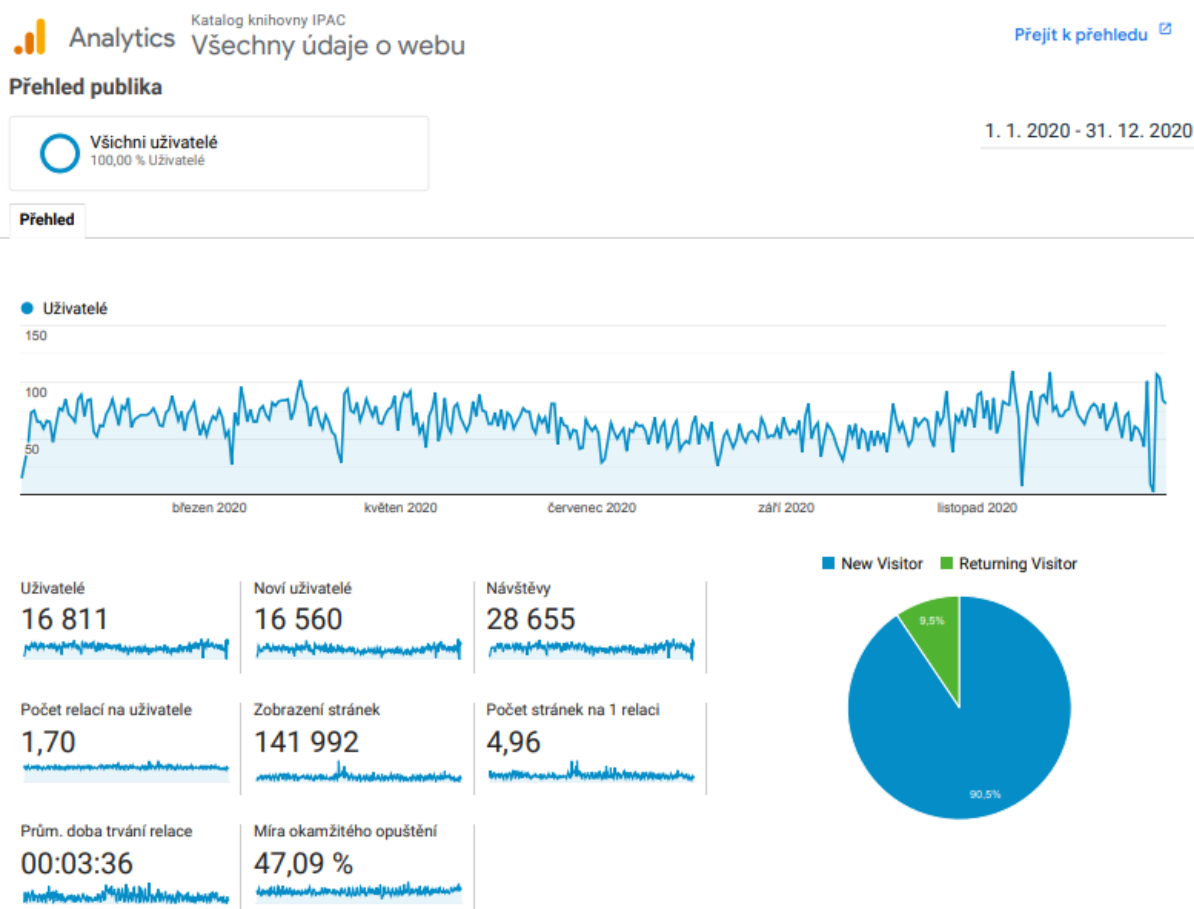 Analytics
Katalog knihovny IPAC
Všechny údaje o webu
Přejít k přehledu
Přehled publika
Všichni uživatelé
100,00 % Uživatelé
1. 1. 2020 - 31. 12. 2020
Přehled
Uživatelé
150
100
50
březen 2020
květen 2020
červenec 2020
září 2020
listopad 2020
New Visitor
Returning Visitor
Uživatelé
16 811
Noví uživatelé
16 560
Návštěvy
28 655
Počet relací na uživatele
1,70
Zobrazení stránek
141 992
Počet stránek na 1 relaci
4,96
Prům. doba trvání relace
00:03:36
Míra okamžitého opuštění
47,09 %
9,5%
90,5%